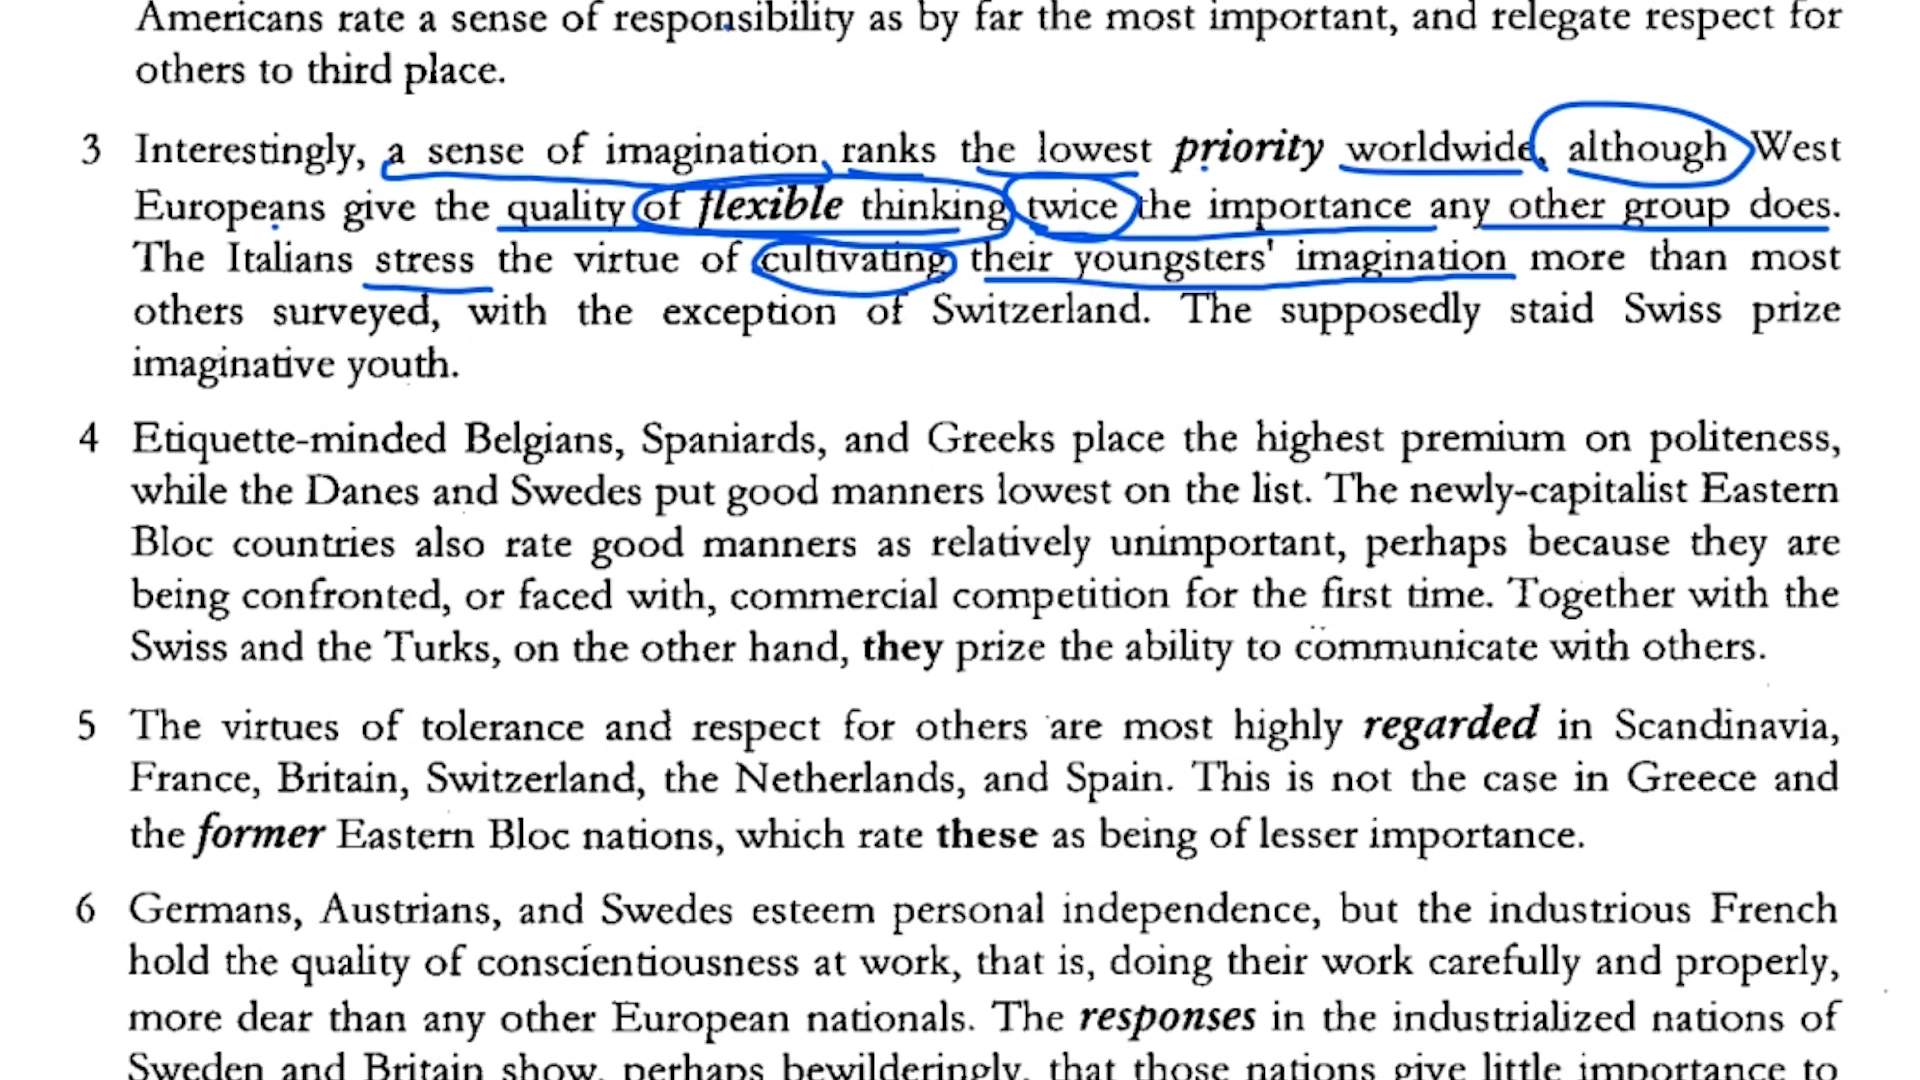 Americans rate a sense of responsibility as by far the most important, and relegate respect for
others to third place.
3 Interestingly, a sense of imagination ranks the lowest priority worldwide, although West
Europeans give the quality of flexible thinking twice the importance any other group does.
The Italians stress the virtue of cultivating their youngsters' imagination more than most
others surveyed, with the exception of Switzerland. The supposedly staid Swiss prize
imaginative youth.
4 Etiquette-minded Belgians, Spaniards, and Greeks place the highest premium on politeness,
while the Danes and Swedes put good manners lowest on the list. The newly-capitalist Eastern
Bloc countries also rate good manners as relatively unimportant, perhaps because they are
being confronted, or faced with, commercial competition for the first time. Together with the
Swiss and the Turks, on the other hand, they prize the ability to communicate with others.
5 The virtues of tolerance and respect for others are most highly regarded in Scandinavia,
France, Britain, Switzerland, the Netherlands, and Spain. This is not the case in Greece and
the former Eastern Bloc nations, which rate these as being of lesser importance.
6 Germans, Austrians, and Swedes esteem personal independence, but the industrious French
hold the quality of conscientiousness at work, that is, doing their work carefully and properly,
more dear than any other European nationals. The responses in the industrialized nations of
Sweden and Britain show, perhaps bewilderingly, that those nations give little importance to